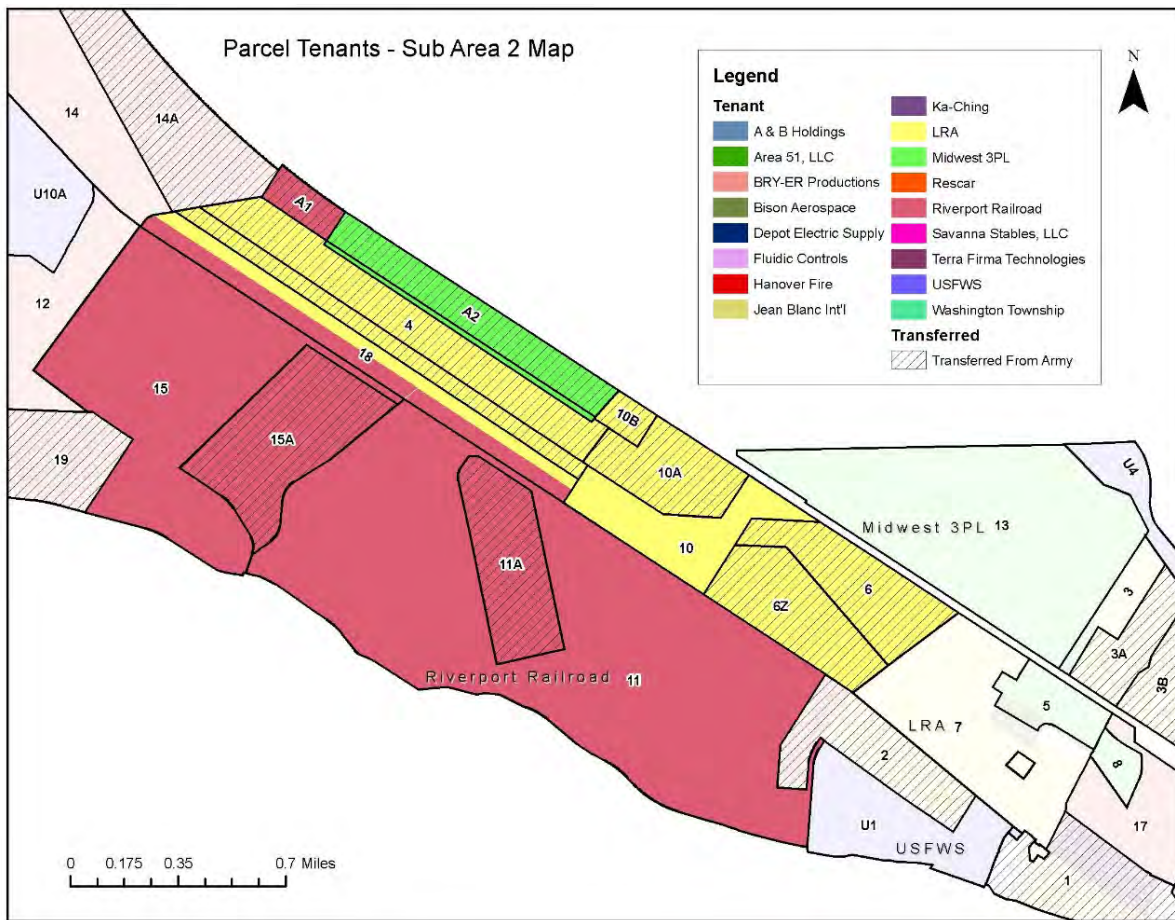 Parcel Tenants - Sub Area 2 Map
Legend
Tenant
A & B Holdings
Area 51, LLC
BRY-ER Productions
Bison Aerospace
Depot Electric Supply
Fluidic Controls
Hanover Fire
Jean Blanc Int'l
Ka-Ching
LRA
Midwest 3PL
Rescar
Riverport Railroad
Savanna Stables, LLC
Terra Firma Technologies
USFWS
Washington Township
Transferred
Transferred From Army
N
14
14A
U10A
A1
A2
12
4
18
15
15A
19
10B
10A
10
11A
6
6Z
Midwest 3PL 13
U4
3
3A
3B
Riverport Railroad 11
LRA 7
5
8
2
U1
USFWS
17
1
0 0.175 0.35 0.7 Miles